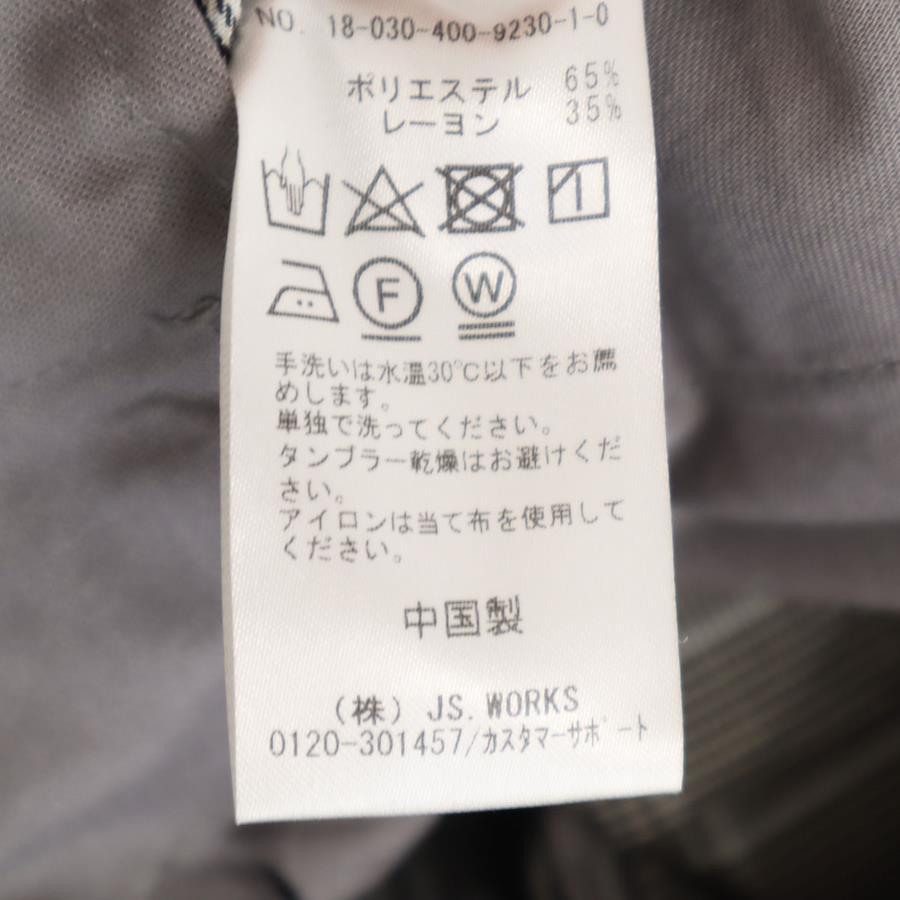 NO. 18-030-400-9230-1-0
ポリエステル 65%
レーヨン 35%
F W
手洗いは水温30℃以下をお薦
めします。
単独で洗ってください。
タンブラー乾燥はお避けくだ
さい。
アイロンは当て布を使用して
ください。
中国製
(株) JS.WORKS
0120-301457/カスタマーサポート